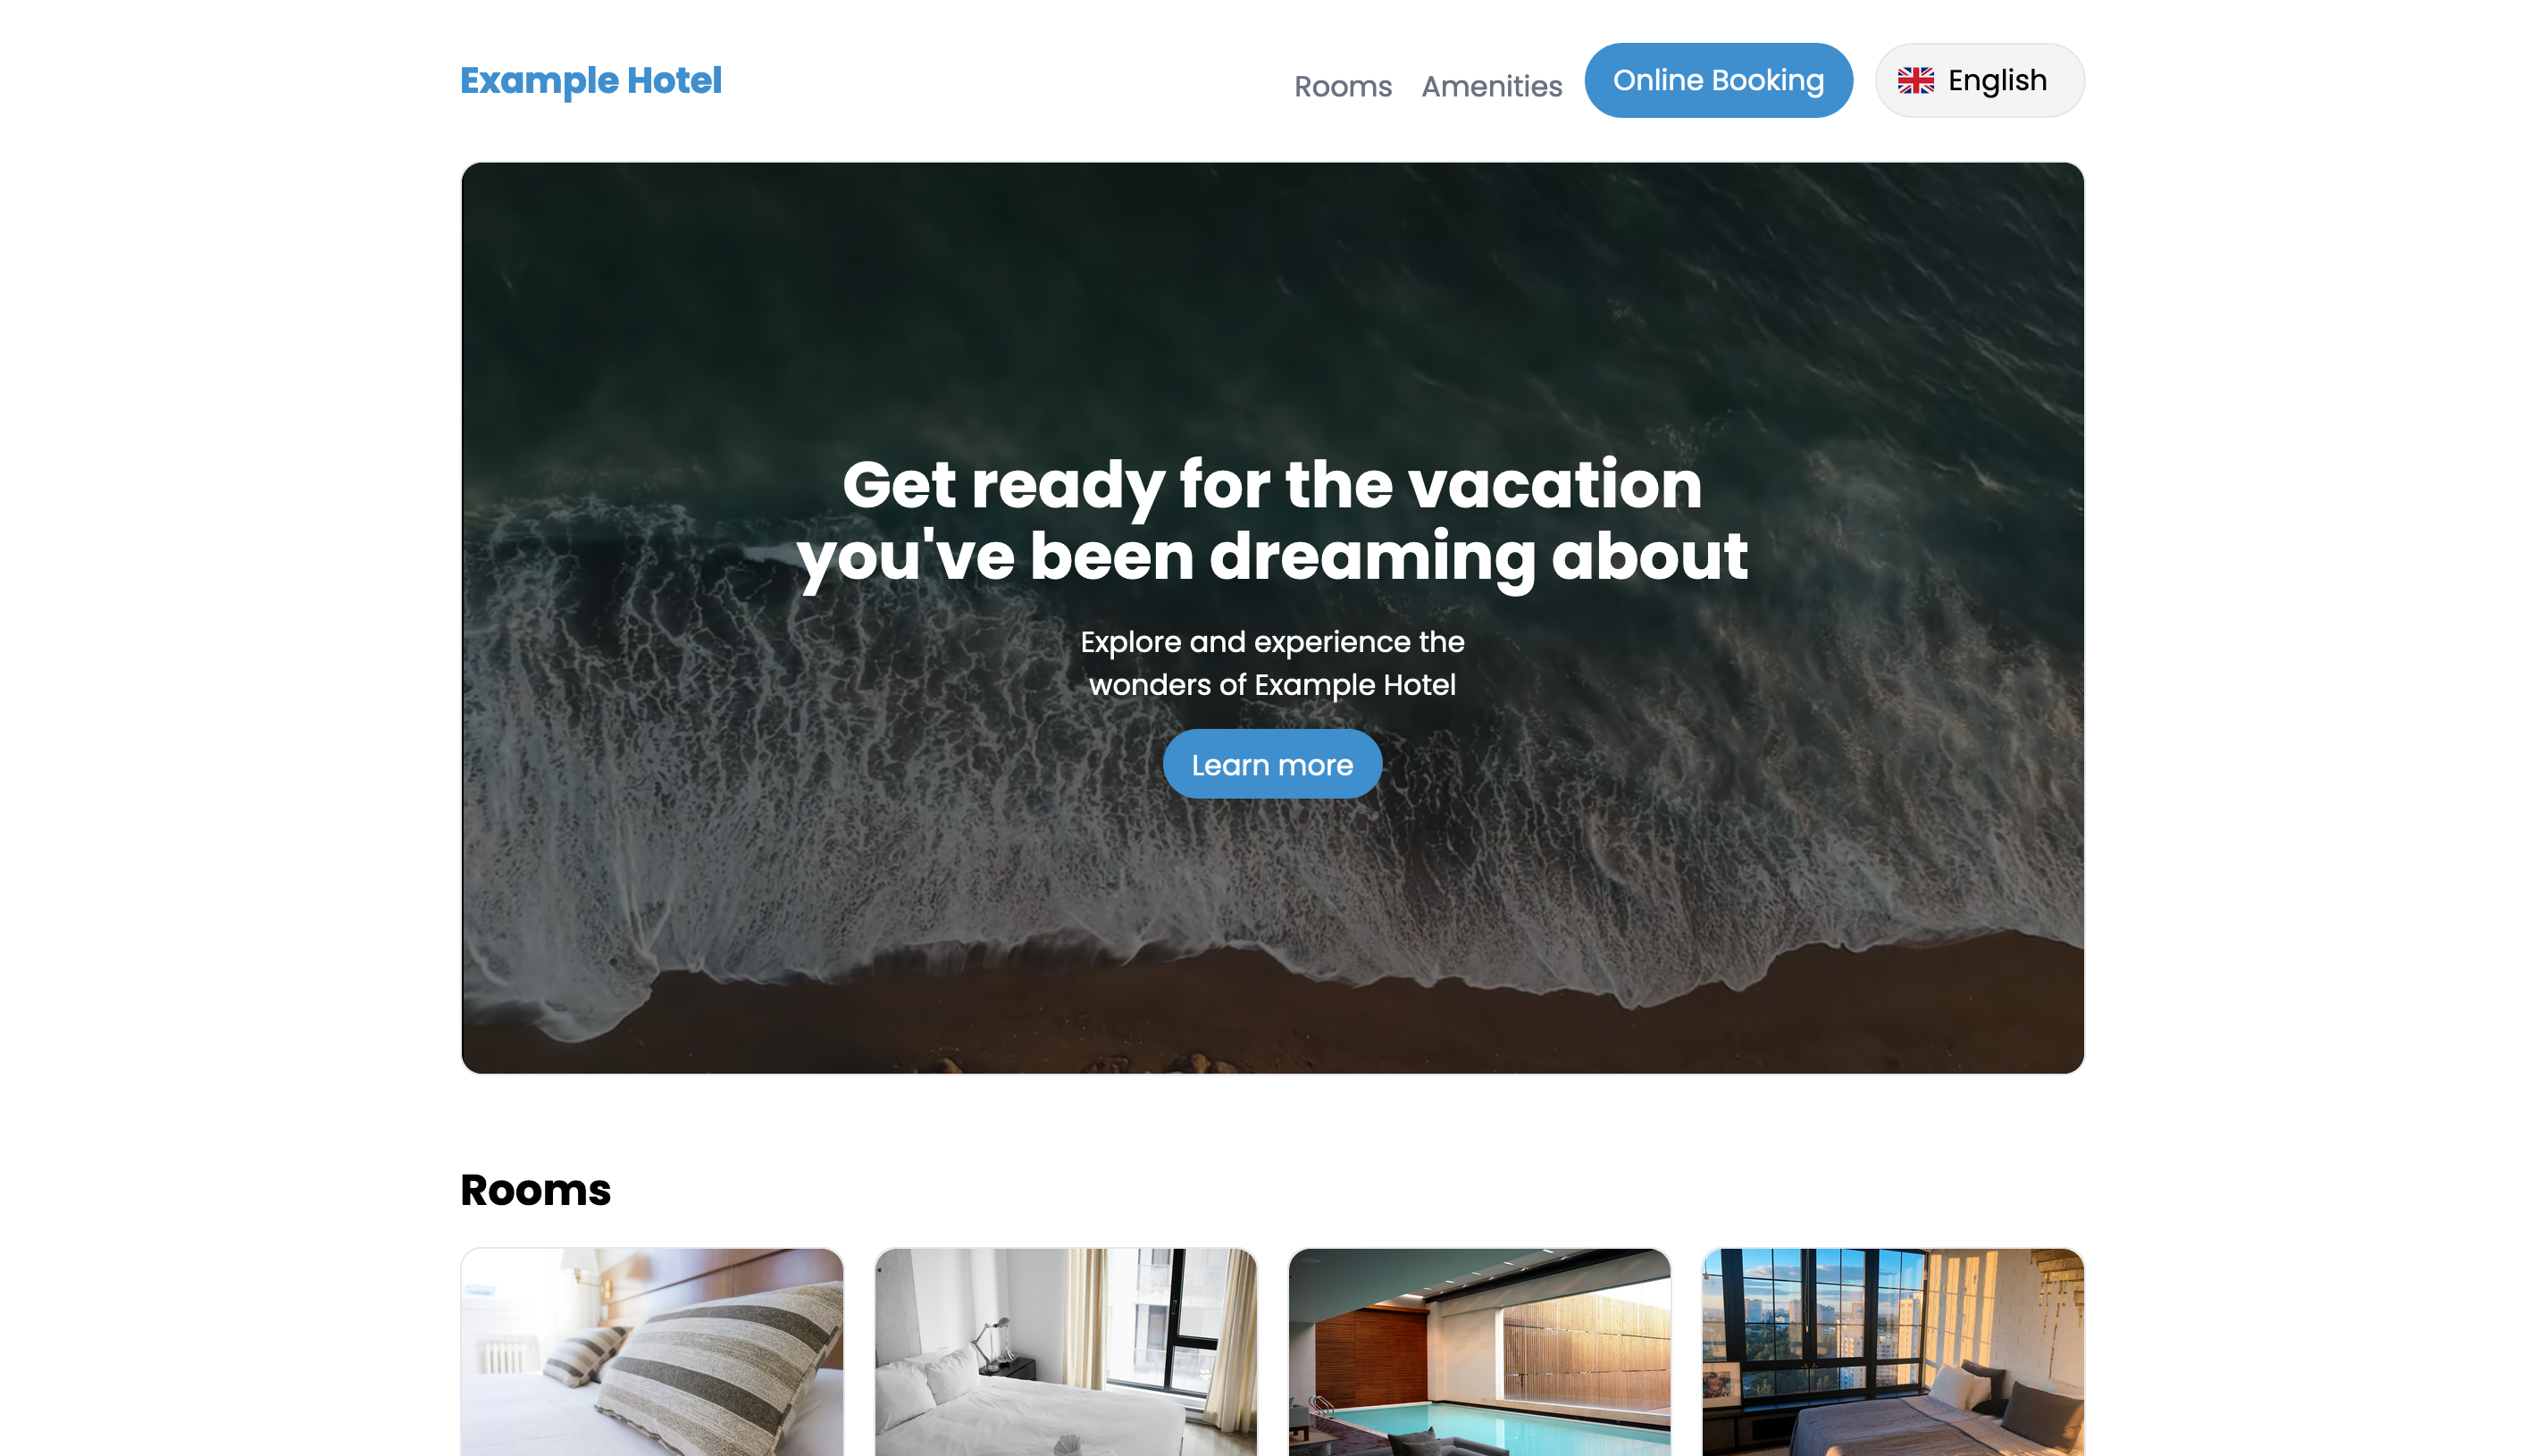 Example Hotel
Rooms
Amenities
Online Booking
English
Get ready for the vacation
you've been dreaming about
Explore and experience the
wonders of Example Hotel
Learn more
Rooms